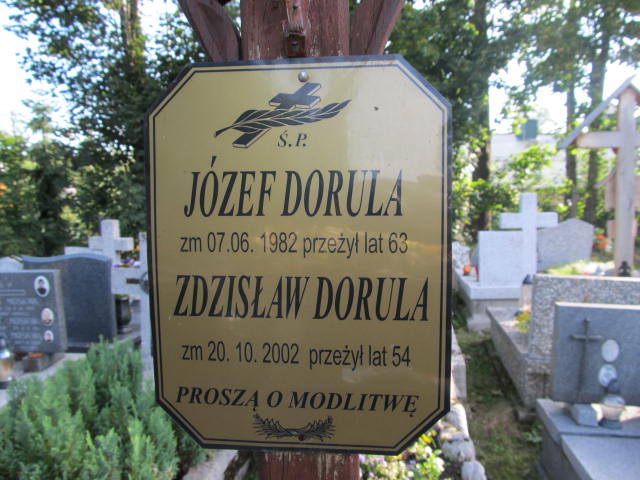 Ś.P.
JÓZEF DORULA
zm 07.06. 1982 przeżył lat 63
ZDZISŁAW DORULA
zm 20. 10. 2002 przeżył lat 54
PROSZĄ O MODLITWĘ